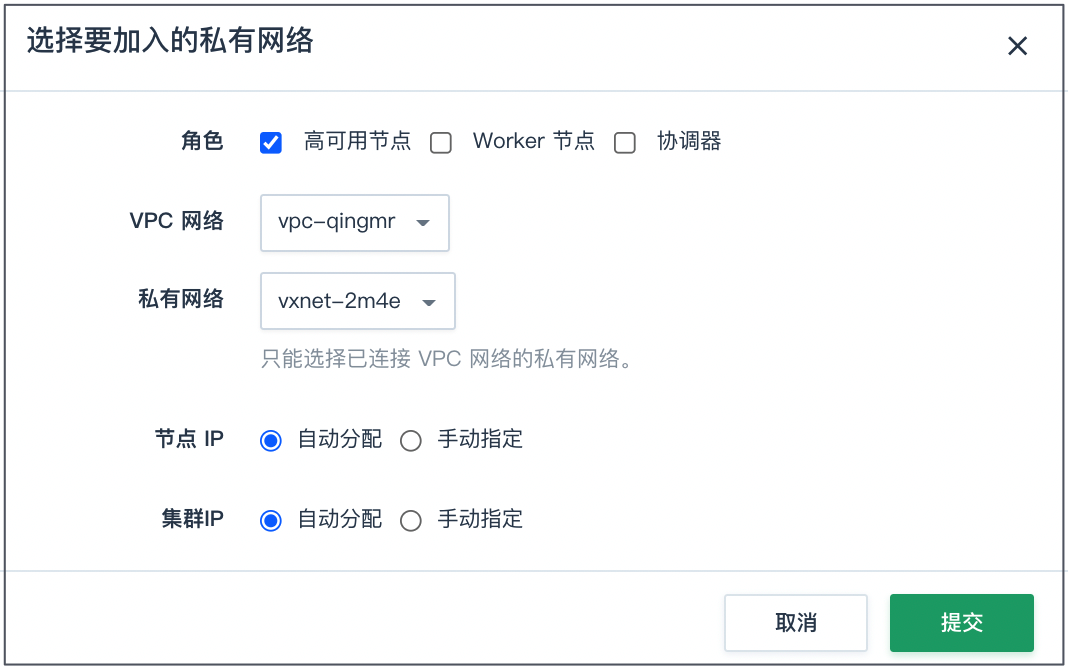 选择要加入的私有网络
角色 高可用节点 Worker 节点 协调器
VPC 网络 vpc-qingmr
私有网络 vxnet-2m4e
只能选择已连接 VPC 网络的私有网络。
节点 IP 自动分配 手动指定
集群IP 自动分配 手动指定
取消 提交